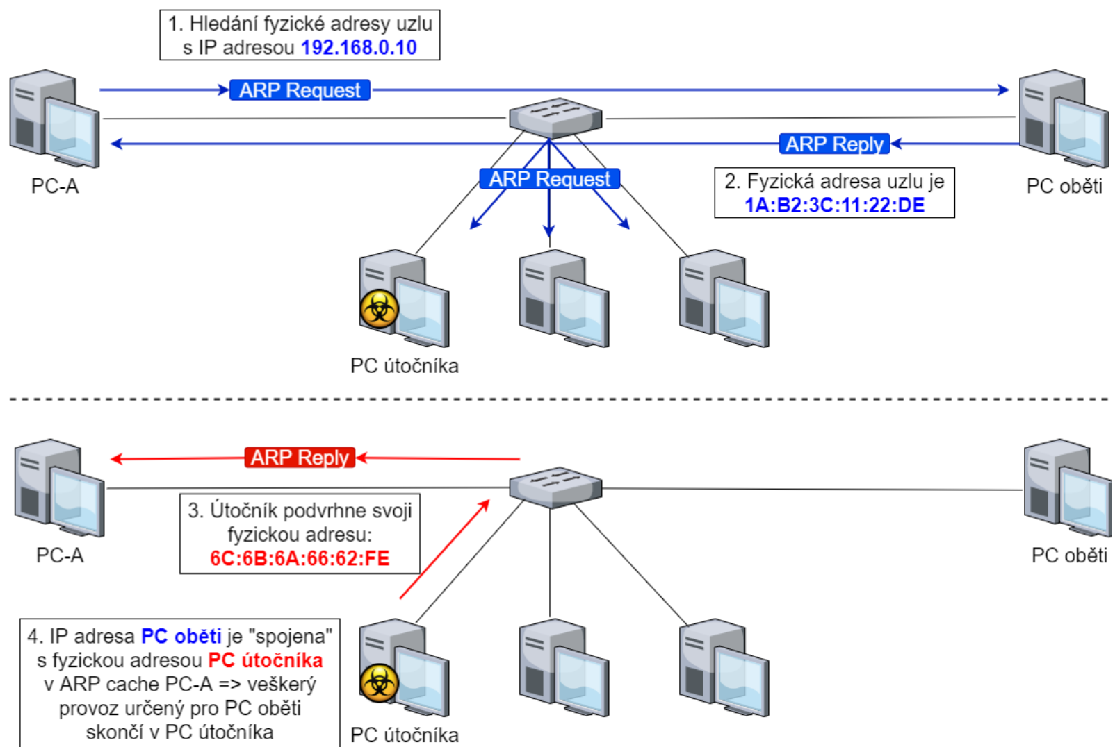 1. Hledání fyzické adresy uzlu
s IP adresou 192.168.0.10
ARP Request
ARP Reply
PC-A
ARP Request
2. Fyzická adresa uzlu je
1A:B2:3C:11:22:DE
PC oběti
PC útočníka
ARP Reply
3. Útočník podvrhne svoji
fyzickou adresu:
6C:6B:6A:66:62:FE
PC-A
PC oběti
4. IP adresa PC oběti je "spojena"
s fyzickou adresou PC útočníka
v ARP cache PC-A => veškerý
provoz určený pro PC oběti
skončí v PC útočníka
PC útočníka